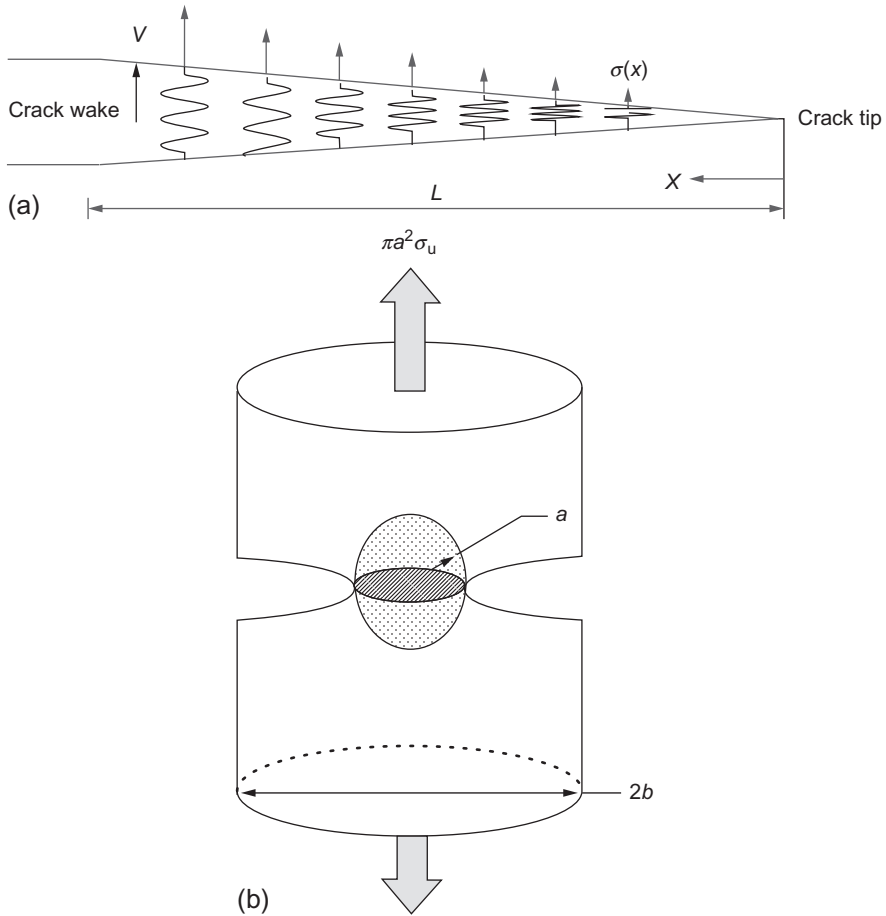 V
σ(x)
Crack wake
Crack tip
X
(a)
L
πa²σᵤ
a
2b
(b)